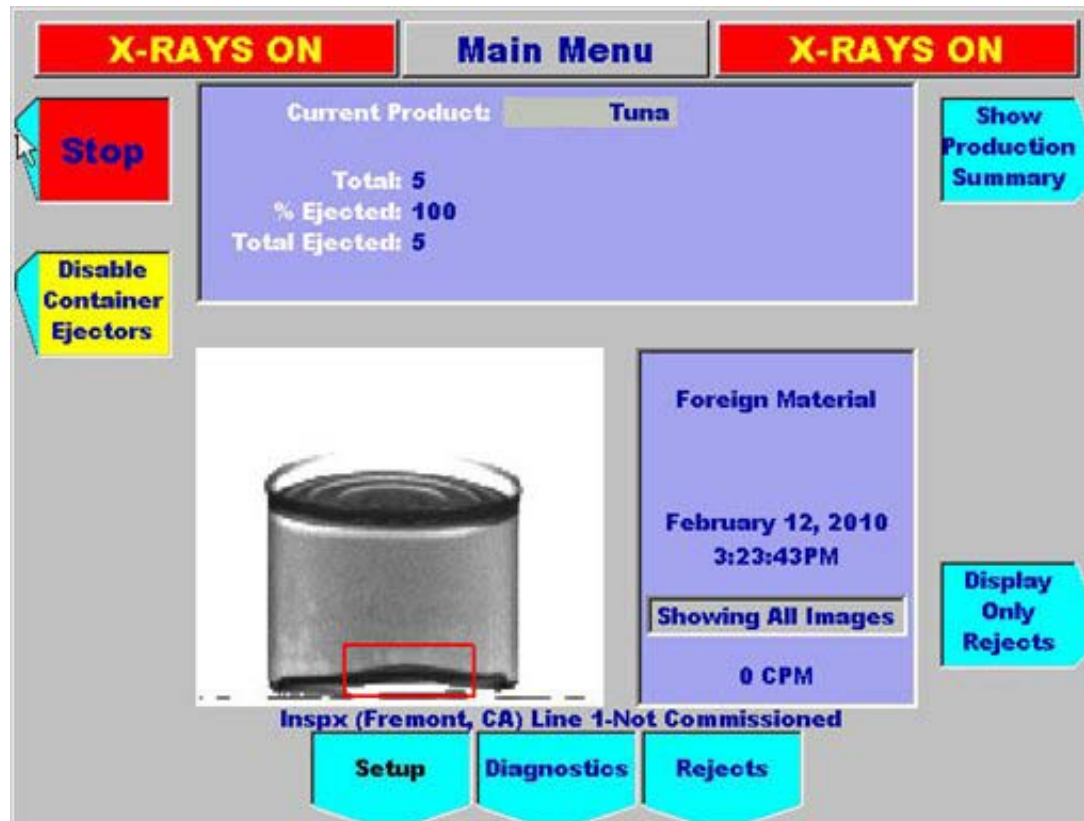 X-RAYS ON
Main Menu
X-RAYS ON
Stop
Current Product: Tuna
Total: 5
% Ejected: 100
Total Ejected: 5
Show
Production
Summary
Disable
Container
Ejectors
Foreign Material
February 12, 2010
3:23:43PM
Showing All Images
0 CPM
Display
Only
Rejects
Inspx (Fremont, CA) Line 1-Not Commissioned
Setup
Diagnostics
Rejects